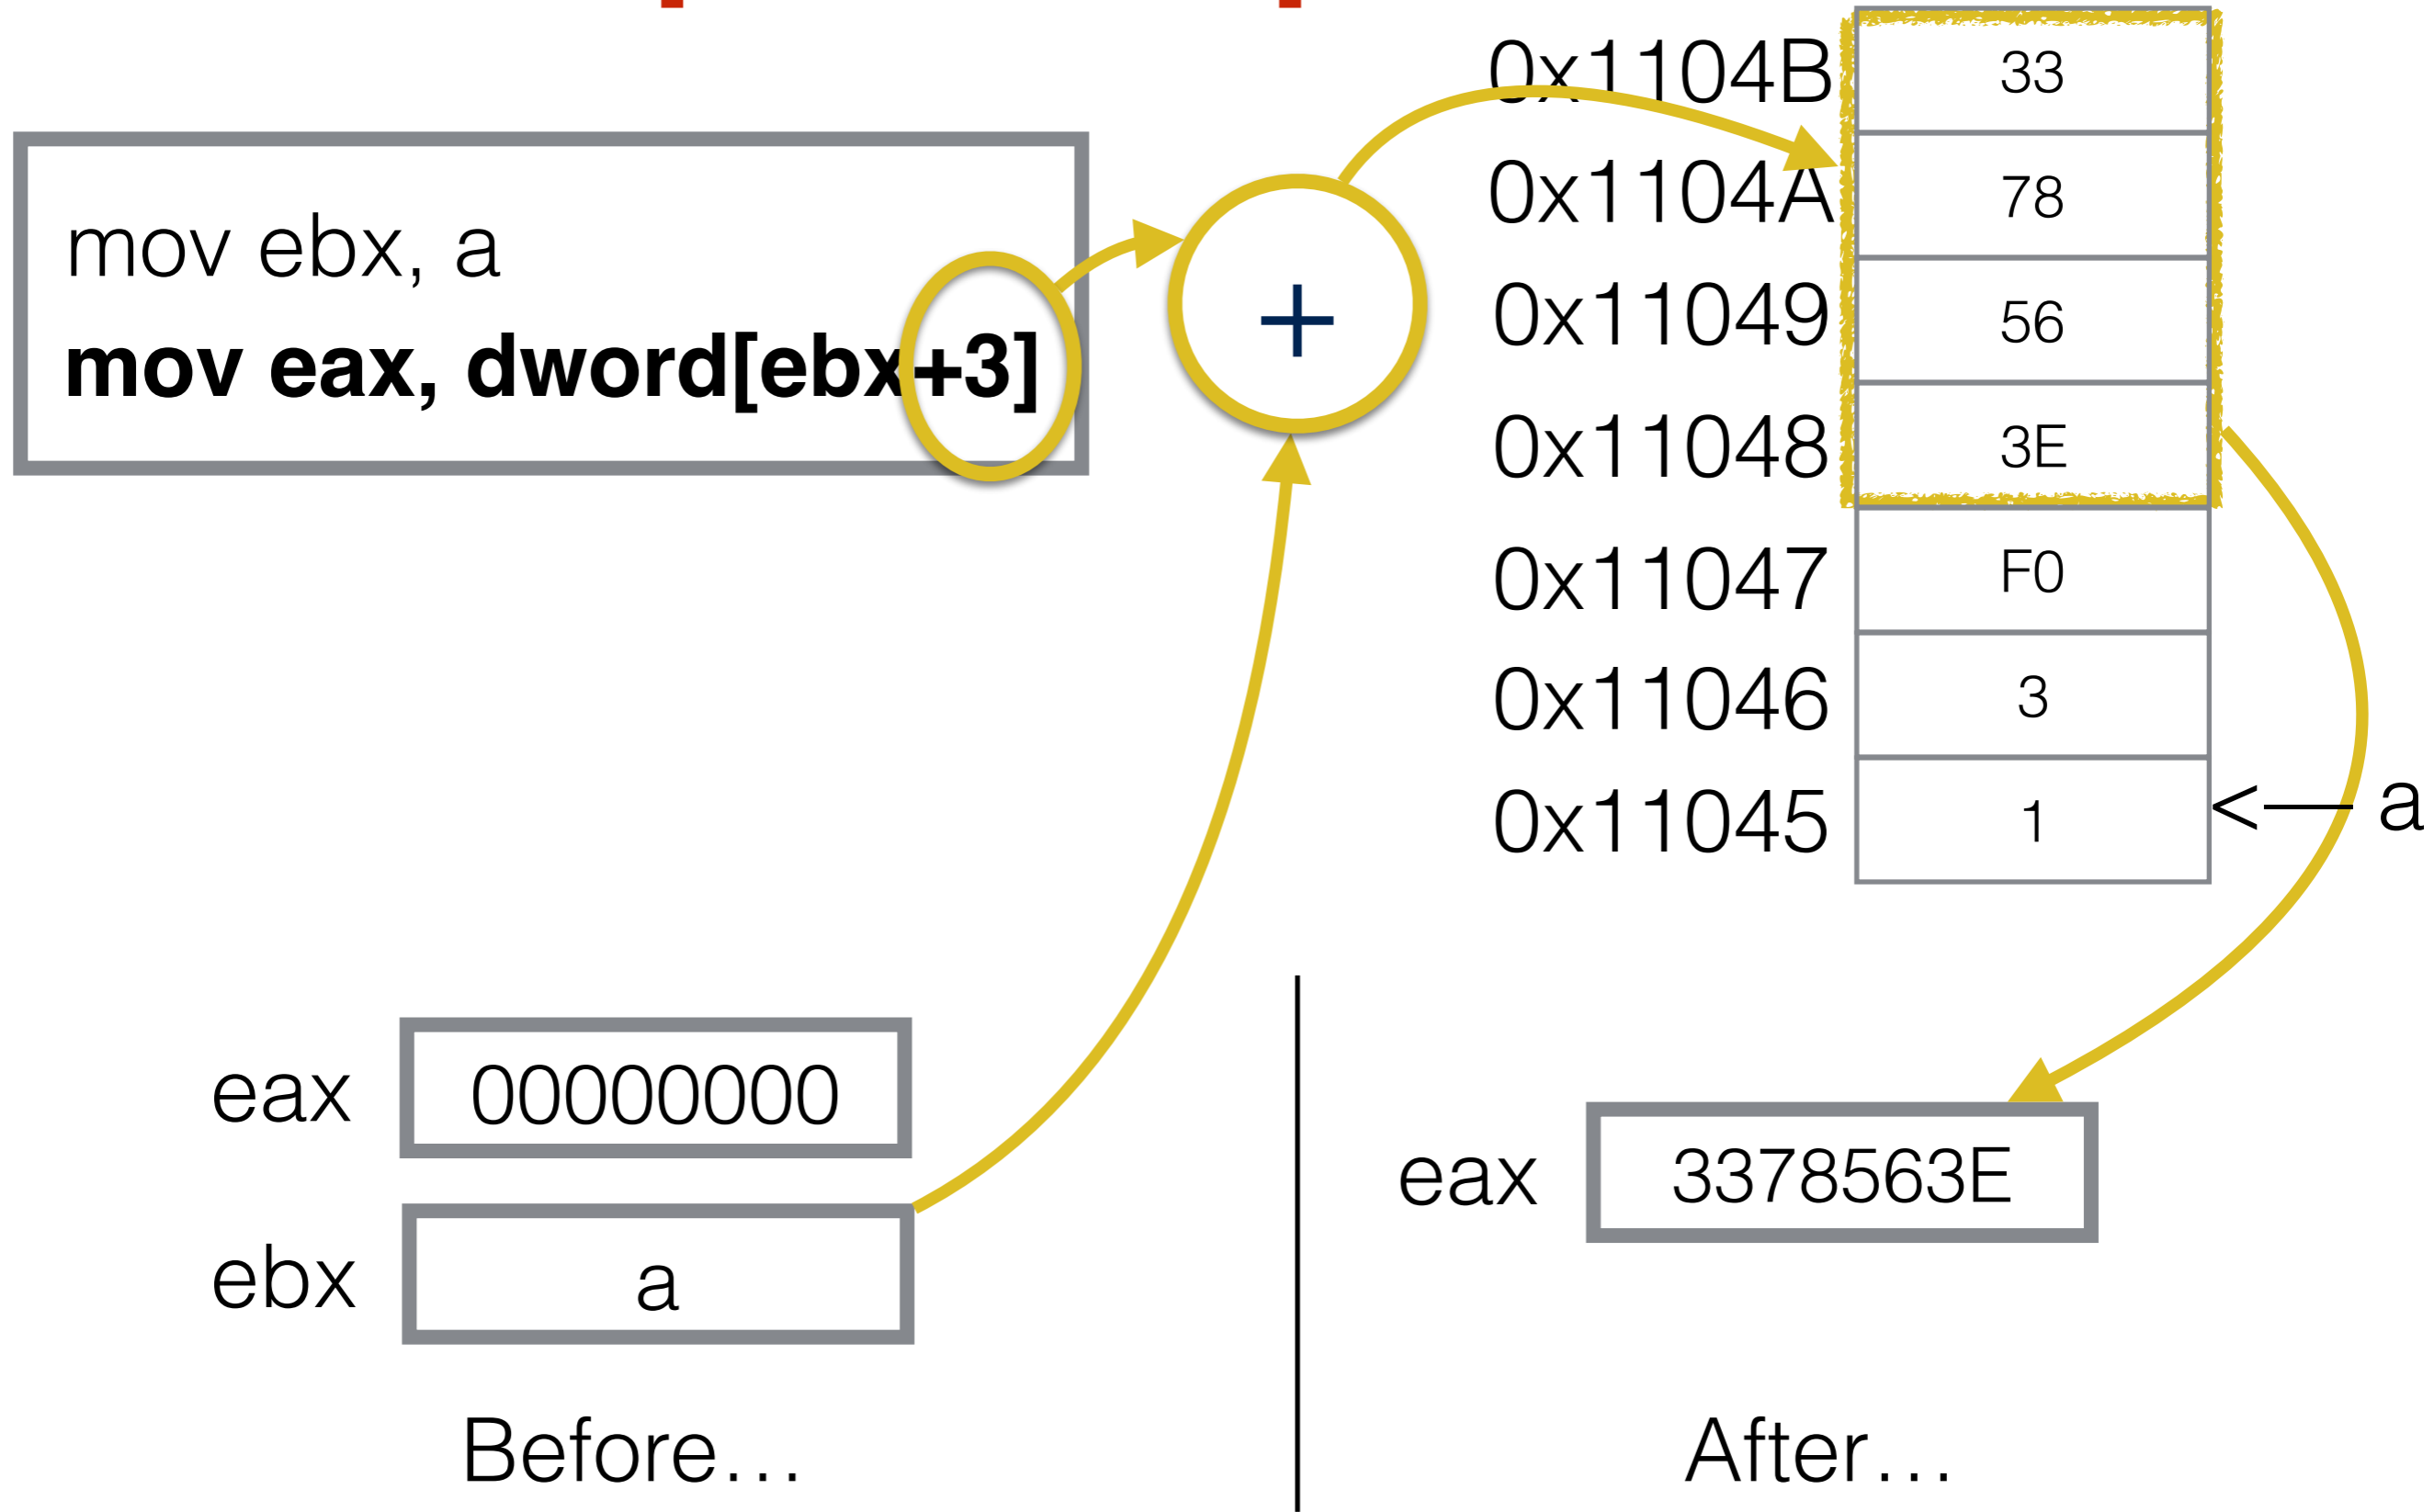 mov ebx, a
mov eax, dword[ebx+3]
+
0x1104B 33
0x1104A 78
0x11049 56
0x11048 3E
0x11047 F0
0x11046 3
0x11045 1 <— a
eax 00000000
ebx a
Before…
eax 3378563E
After…